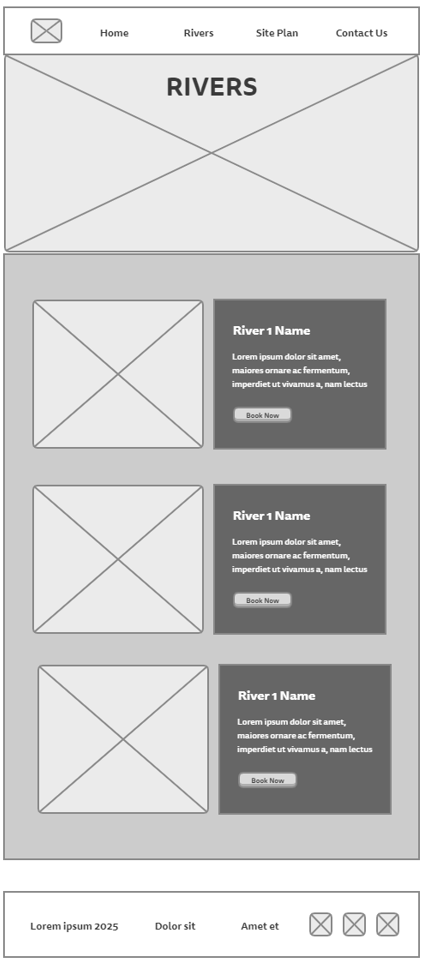 Home Rivers Site Plan Contact Us
RIVERS
River 1 Name
Lorem ipsum dolor sit amet,
maiores ornare ac fermentum,
imperdiet ut vivamus a, nam lectus
Book Now
River 1 Name
Lorem ipsum dolor sit amet,
maiores ornare ac fermentum,
imperdiet ut vivamus a, nam lectus
Book Now
River 1 Name
Lorem ipsum dolor sit amet,
maiores ornare ac fermentum,
imperdiet ut vivamus a, nam lectus
Book Now
Lorem ipsum 2025 Dolor sit Amet et